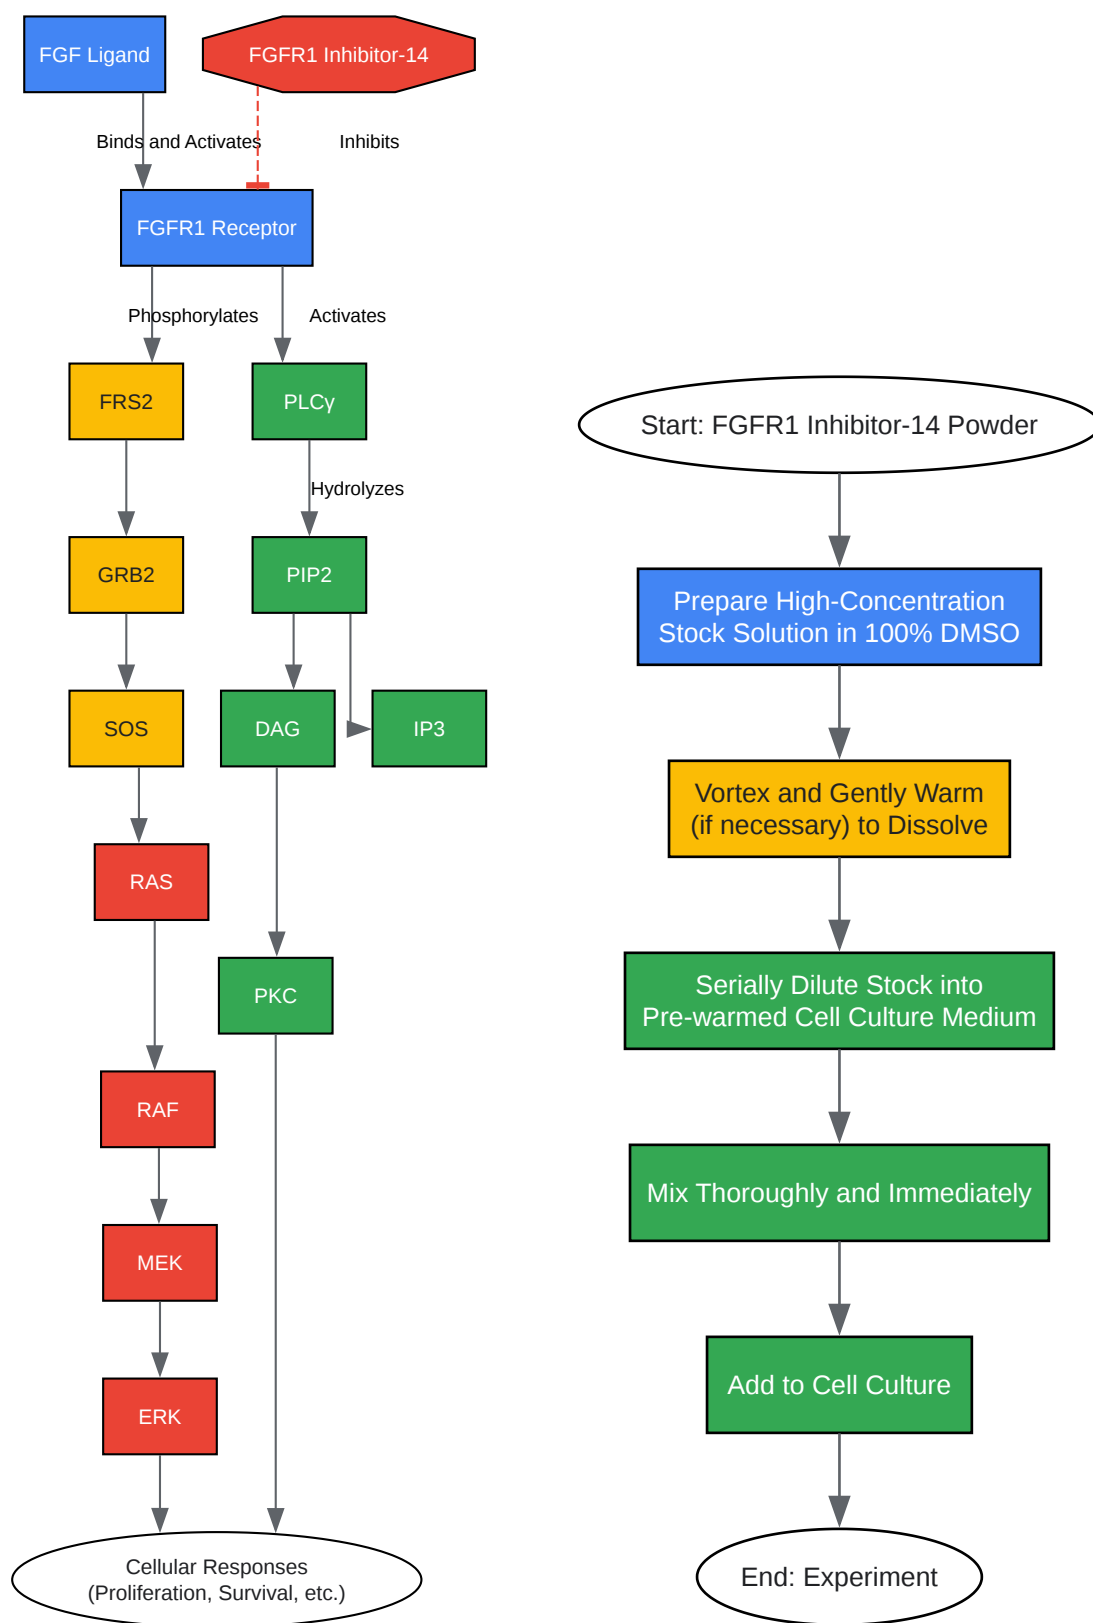 FGF Ligand
FGFR1 Inhibitor-14
Binds and Activates
Inhibits
FGFR1 Receptor
Phosphorylates
Activates
FRS2
PLCγ
Hydrolyzes
GRB2
PIP2
SOS
DAG
IP3
RAS
PKC
RAF
MEK
ERK
Cellular Responses
(Proliferation, Survival, etc.)
Start: FGFR1 Inhibitor-14 Powder
Prepare High-Concentration
Stock Solution in 100% DMSO
Vortex and Gently Warm
(if necessary) to Dissolve
Serially Dilute Stock into
Pre-warmed Cell Culture Medium
Mix Thoroughly and Immediately
Add to Cell Culture
End: Experiment